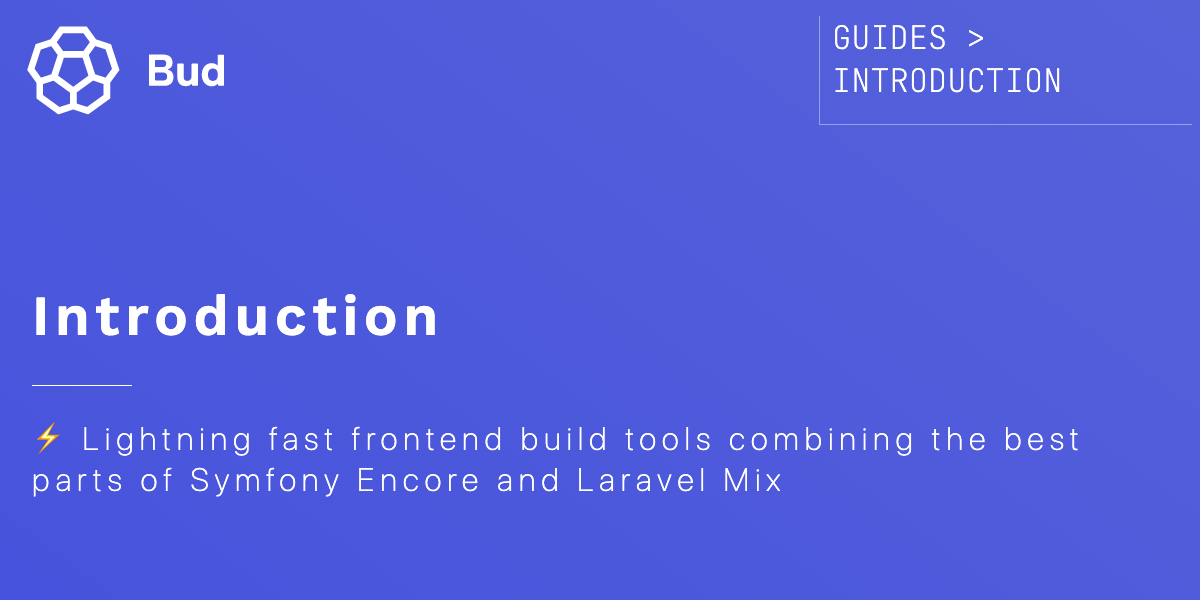 Bud
GUIDES >
INTRODUCTION
Introduction
⚡ Lightning fast frontend build tools combining the best
parts of Symfony Encore and Laravel Mix